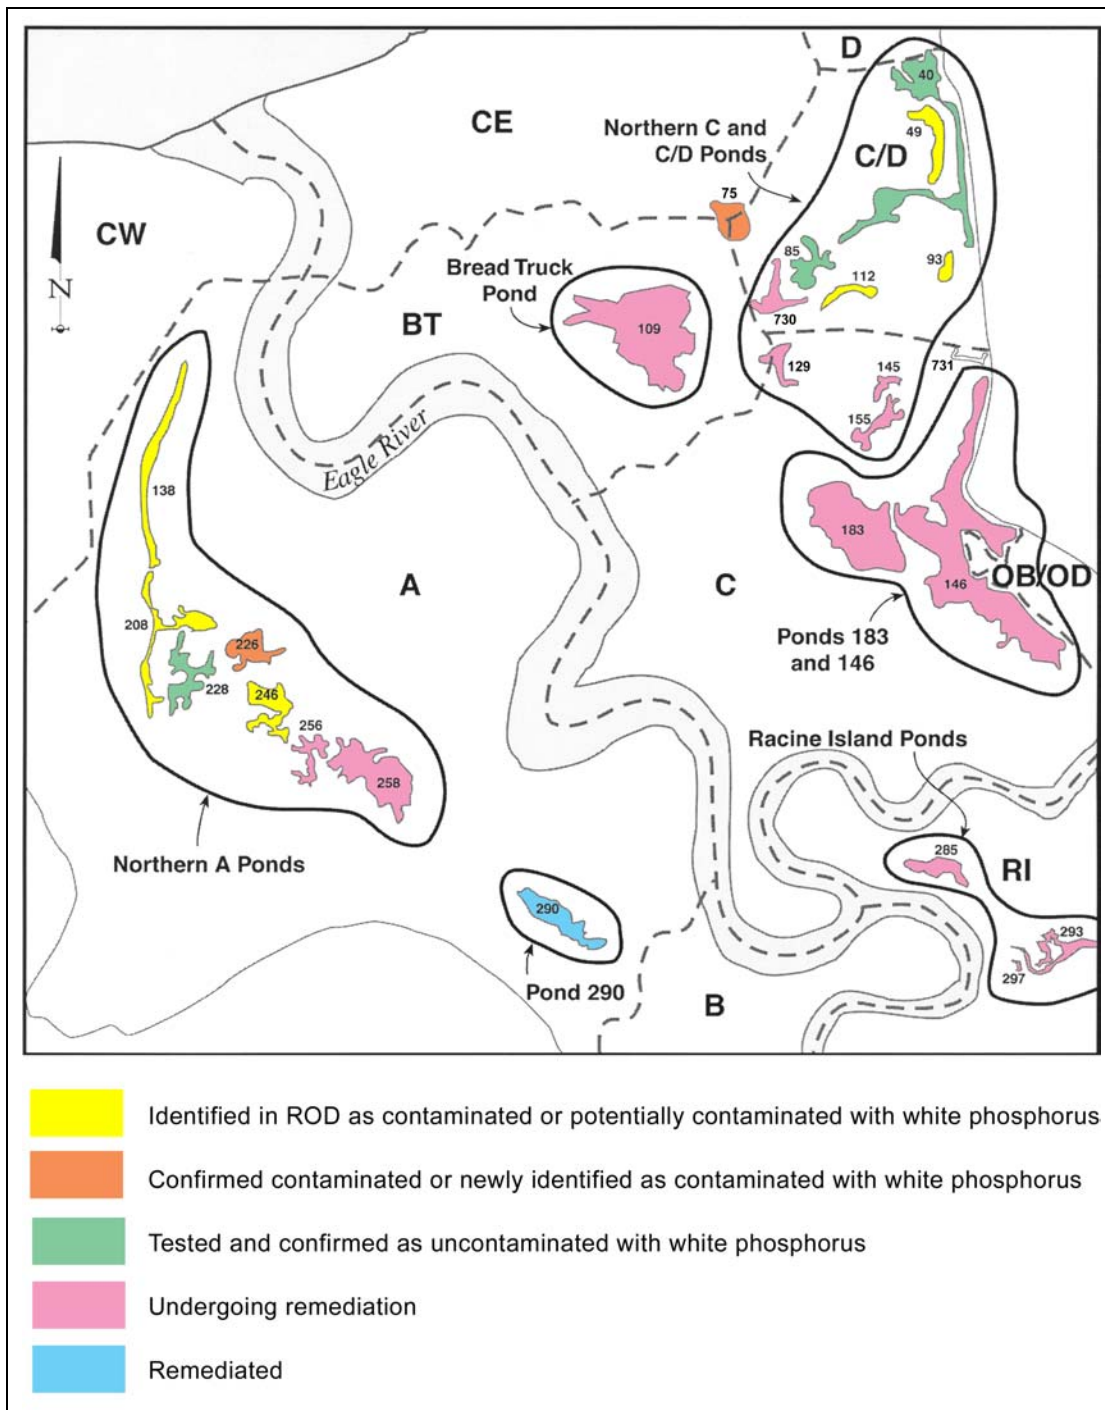 D
40
CE
Northern C and
C/D Ponds
49
C/D
75
CW
N
85
93
Bread Truck
Pond
112
BT
109
730
129
145
731
155
Eagle River
138
183
A
C
146
OB/OD
208
226
Ponds 183
and 146
228
246
256
258
Racine Island Ponds
Northern A Ponds
285
RI
290
293
297
Pond 290
B
Identified in ROD as contaminated or potentially contaminated with white phosphorus
Confirmed contaminated or newly identified as contaminated with white phosphorus
Tested and confirmed as uncontaminated with white phosphorus
Undergoing remediation
Remediated